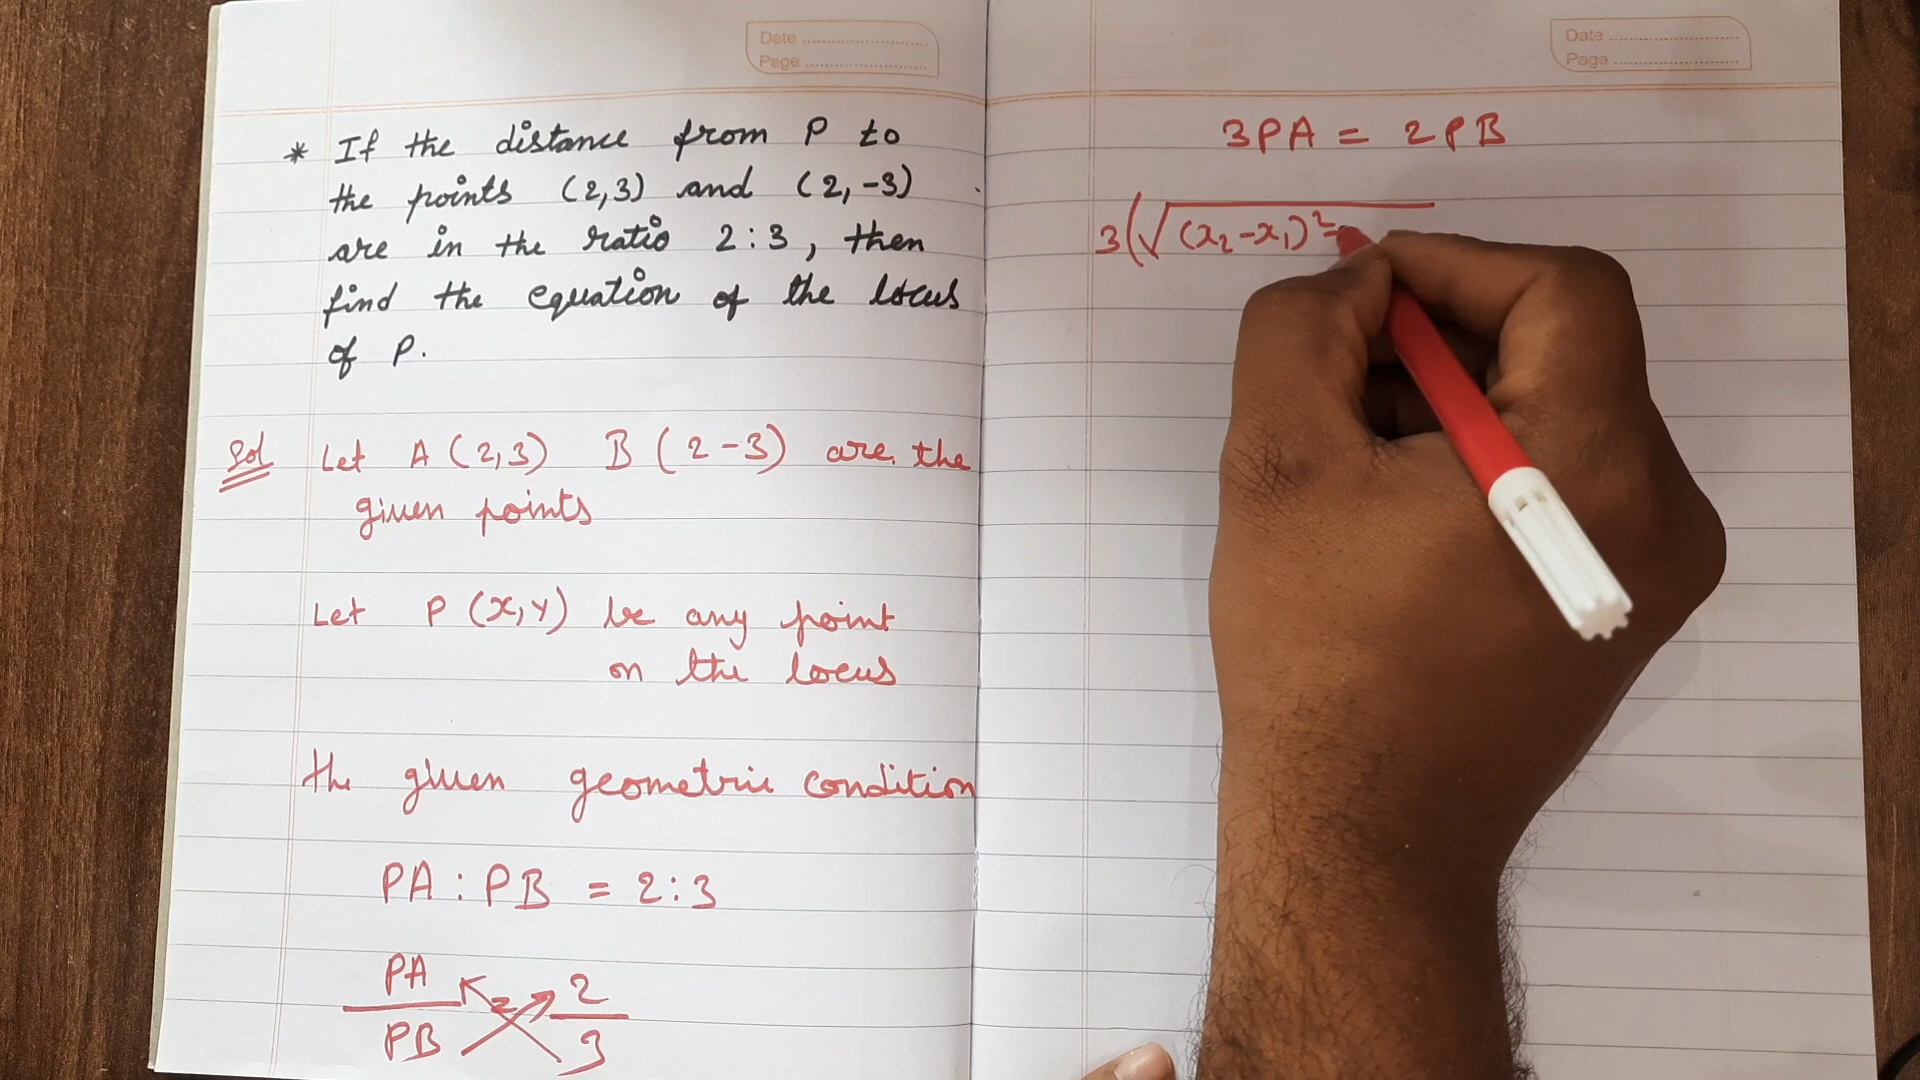 Date
Page
* If the distance from P to
the points (2,3) and (2,-3)
are in the ratio 2:3, then
find the equation of the locus
of P.
Sol Let A(2,3) B(2-3) are the
given points
Let P(x,y) be any point
on the locus
the given geometric condition
PA : PB = 2:3
PA = 2
PB 3
Date
Page
3PA = 2PB
3(√(x₂-x₁)²